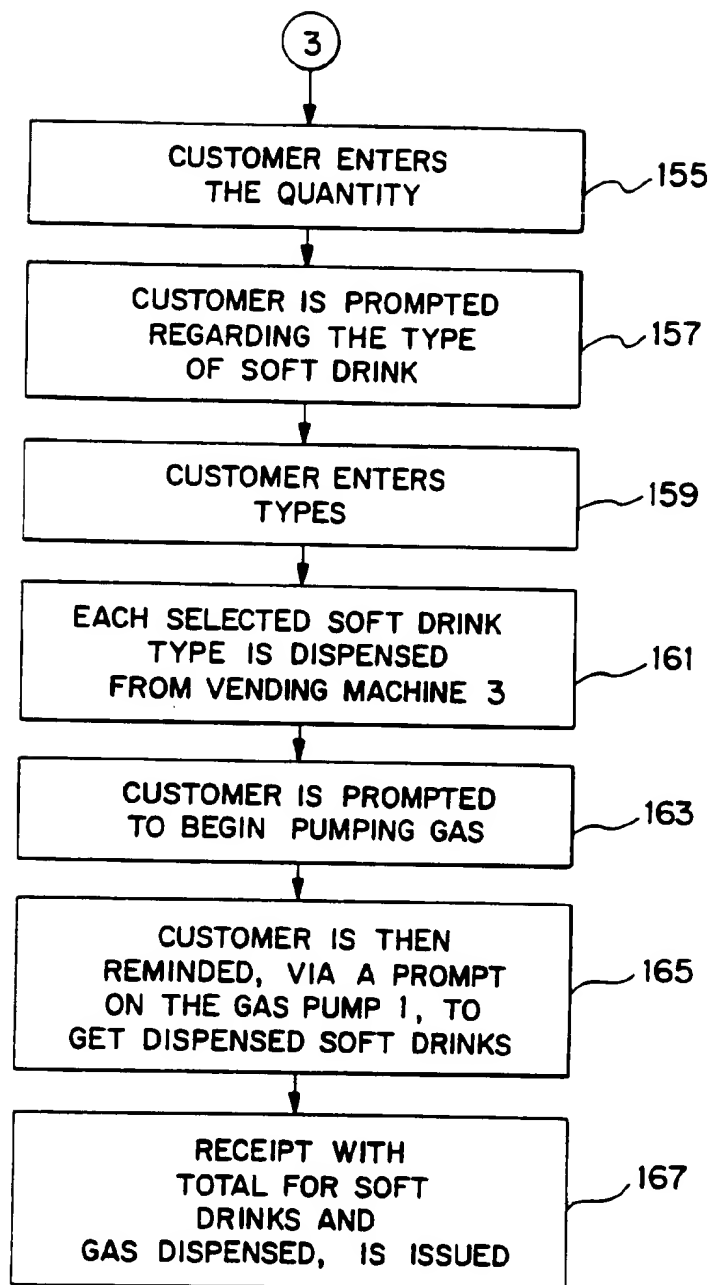 3
CUSTOMER ENTERS
THE QUANTITY
155
CUSTOMER IS PROMPTED
REGARDING THE TYPE
OF SOFT DRINK
157
CUSTOMER ENTERS
TYPES
159
EACH SELECTED SOFT DRINK
TYPE IS DISPENSED
FROM VENDING MACHINE 3
161
CUSTOMER IS PROMPTED
TO BEGIN PUMPING GAS
163
CUSTOMER IS THEN
REMINDED, VIA A PROMPT
ON THE GAS PUMP 1, TO
GET DISPENSED SOFT DRINKS
165
RECEIPT WITH
TOTAL FOR SOFT
DRINKS AND
GAS DISPENSED, IS ISSUED
167